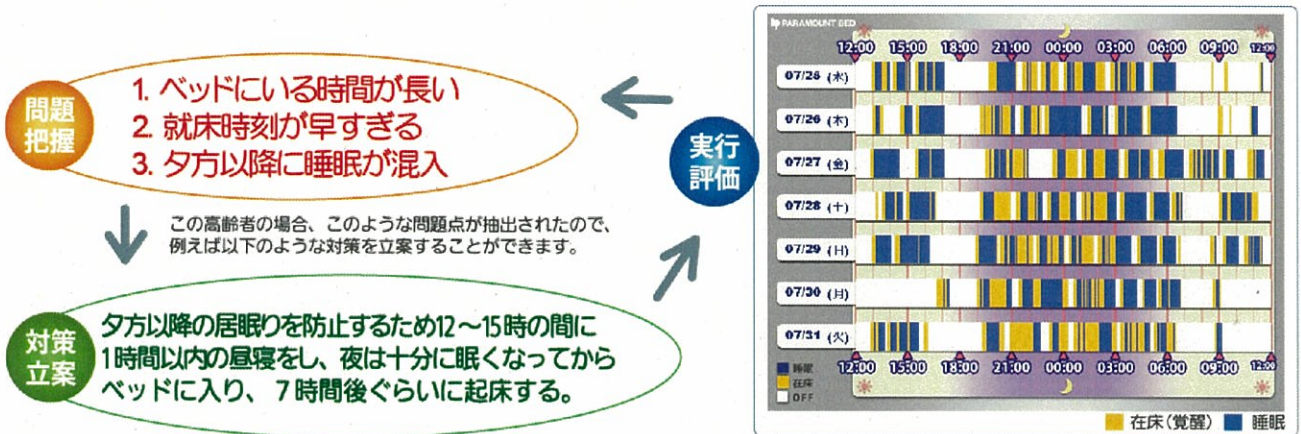 問題
把握
1. ベッドにいる時間が長い
2. 就床時刻が早すぎる
3. 夕方以降に睡眠が混入
この高齢者の場合、このような問題点が抽出されたので、
例えば以下のような対策を立案することができます。
対策
立案
夕方以降の居眠りを防止するため12〜15時の間に
1時間以内の昼寝をし、夜は十分に眠くなってから
ベッドに入り、7時間後ぐらいに起床する。
実行
評価
PARAMOUNT BED
12:00 15:00 18:00 21:00 00:00 03:00 06:00 09:00 12:00
07/26 (木)
07/27 (金)
07/28 (土)
07/29 (日)
07/30 (月)
07/31 (火)
12:00 15:00 18:00 21:00 00:00 03:00 06:00 09:00 12:00
睡眠
在床
OFF
在床(覚醒) 睡眠